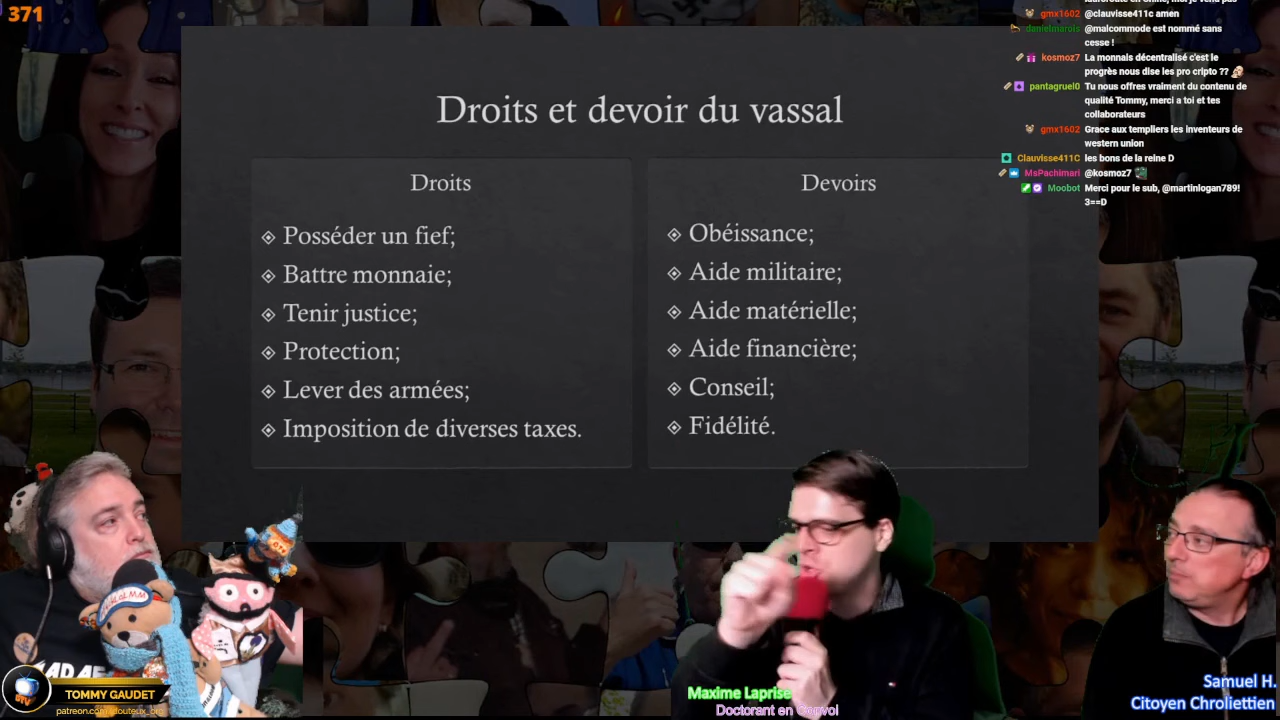 371
Droits et devoir du vassal
Droits
Posséder un fief;
Battre monnaie;
Tenir justice;
Protection;
Lever des armées;
Imposition de diverses taxes.
Devoirs
Obéissance;
Aide militaire;
Aide matérielle;
Aide financière;
Conseil;
Fidélité.
gmx1602 @clauvisse411c amen
danielmarois @malcommode est nommé sans
cesse !
kosmoz7 La monnais décentralisé c'est le
progrès nous dise les pro cripto ??
pantagruel0 Tu nous offres vraiment du contenu de
qualité Tommy, merci a toi et tes
collaborateurs
gmx1602 Grace aux templiers les inventeurs de
western union
Clauvisse411C les bons de la reine D
MsPachimari @kosmoz7
Moobot Merci pour le sub, @martinlogan789!
3==D
TOMMY GAUDET
Maxime Laprise
Doctorant en Convoi
Samuel H.
Citoyen Chroliettien